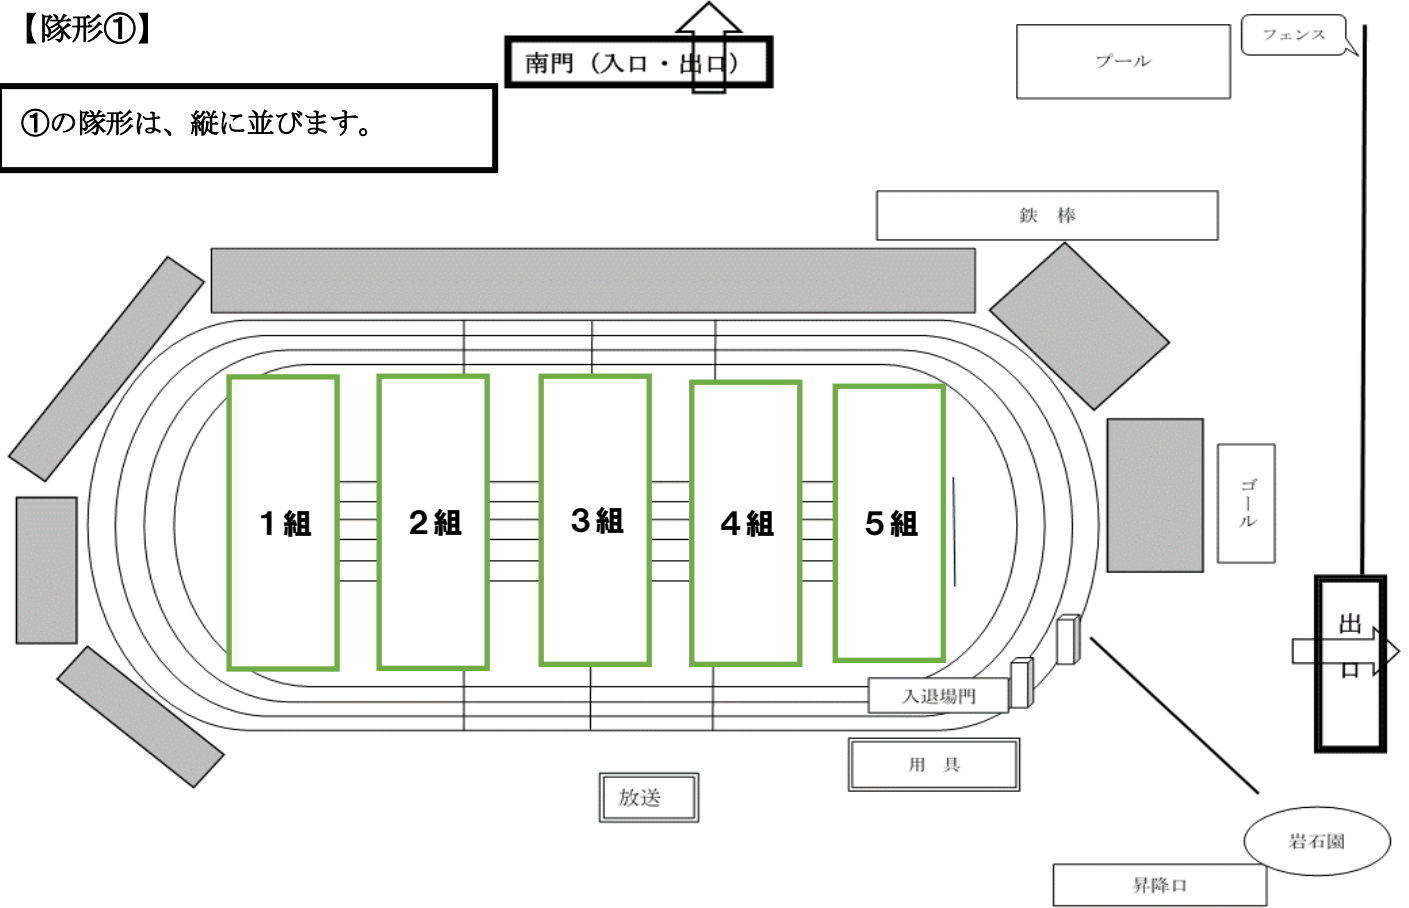 【隊形①】
①の隊形は、縦に並びます。
南門（入口・出口）
プール
フェンス
鉄　棒
ゴール
1組
2組
3組
4組
5組
出口
入退場門
用　具
放送
岩石園
昇降口